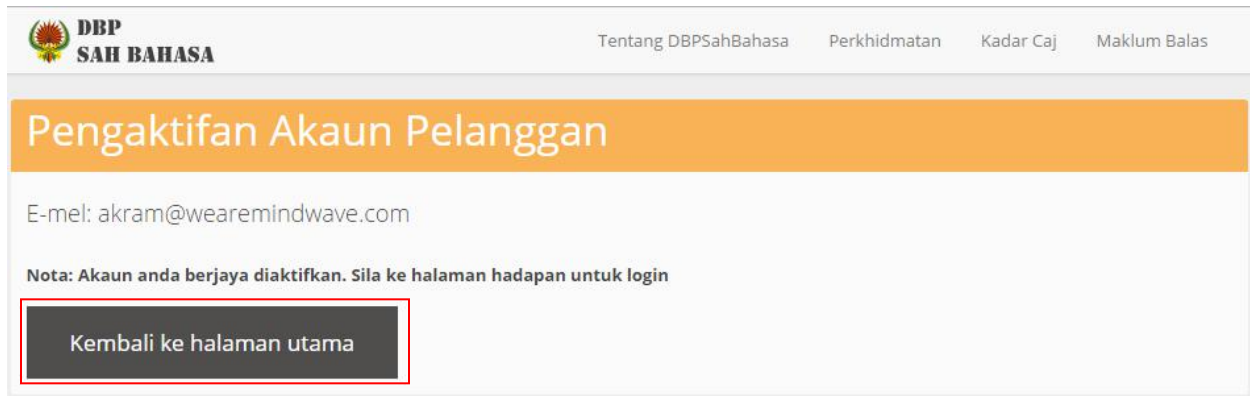 DBP
SAH BAHASA
Tentang DBPSahBahasa Perkhidmatan Kadar Caj Maklum Balas
Pengaktifan Akaun Pelanggan
E-mel: akram@wearemindwave.com
Nota: Akaun anda berjaya diaktifkan. Sila ke halaman hadapan untuk login
Kembali ke halaman utama